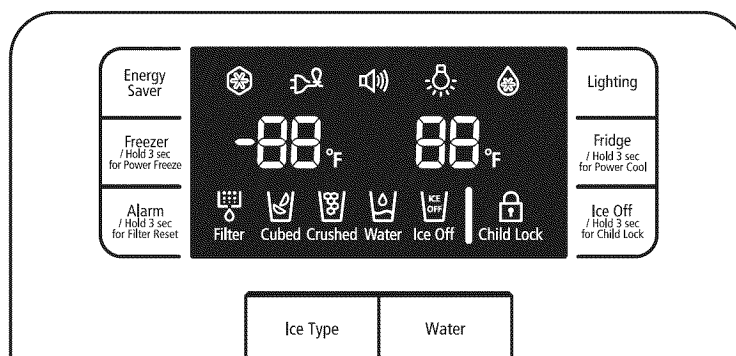 Energy
Saver
Freezer
/ Hold 3 sec
for Power Freeze
Alarm
/ Hold 3 sec
for Filter Reset
-88 °F
88 °F
Filter
Cubed
Crushed
Water
ICE
OFF
Ice Off
Child Lock
Lighting
Fridge
/ Hold 3 sec
for Power Cool
Ice Off
/ Hold 3 sec
for Child Lock
Ice Type
Water